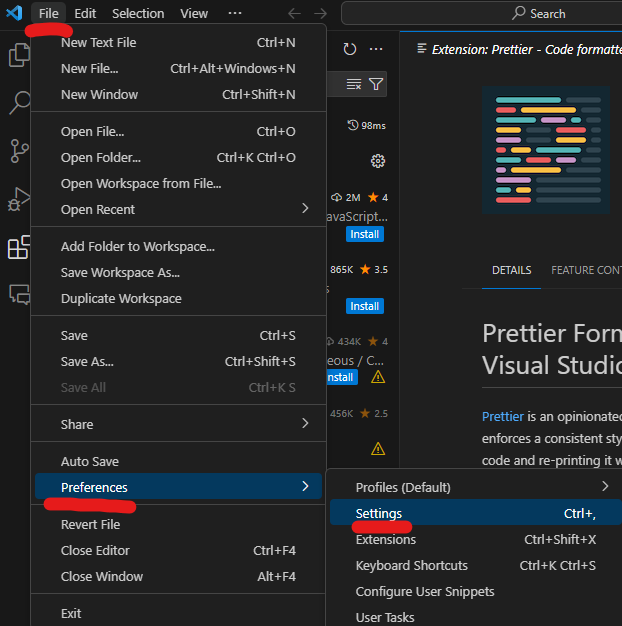 File Edit Selection View ··· Search
New Text File Ctrl+N
New File... Ctrl+Alt+Windows+N
New Window Ctrl+Shift+N
Open File... Ctrl+O
Open Folder... Ctrl+K Ctrl+O
Open Workspace from File...
Open Recent
Add Folder to Workspace...
Save Workspace As...
Duplicate Workspace
Save Ctrl+S
Save As... Ctrl+Shift+S
Save All Ctrl+K S
Share
Auto Save
Preferences
Revert File
Close Editor Ctrl+F4
Close Window Alt+F4
Exit
98ms
2M 4
avaScript...
Install
865K 3.5
Install
434K 4
eous / C...
nstall
456K 2.5
Extension: Prettier - Code formatte
DETAILS FEATURE CONT
Prettier Form
Visual Studio
Prettier is an opinionated
enforces a consistent sty
code and re-printing it w
Profiles (Default)
Settings Ctrl+,
Extensions Ctrl+Shift+X
Keyboard Shortcuts Ctrl+K Ctrl+S
Configure User Snippets
User Tasks